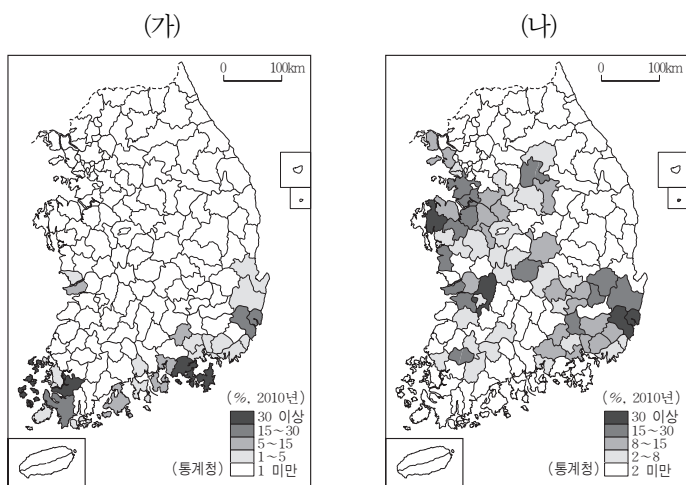 (가)
0 100km
(%, 2010년)
30 이상
15~30
5~15
1~5
1 미만
(통계청)
(나)
0 100km
(%, 2010년)
30 이상
15~30
8~15
2~8
2 미만
(통계청)